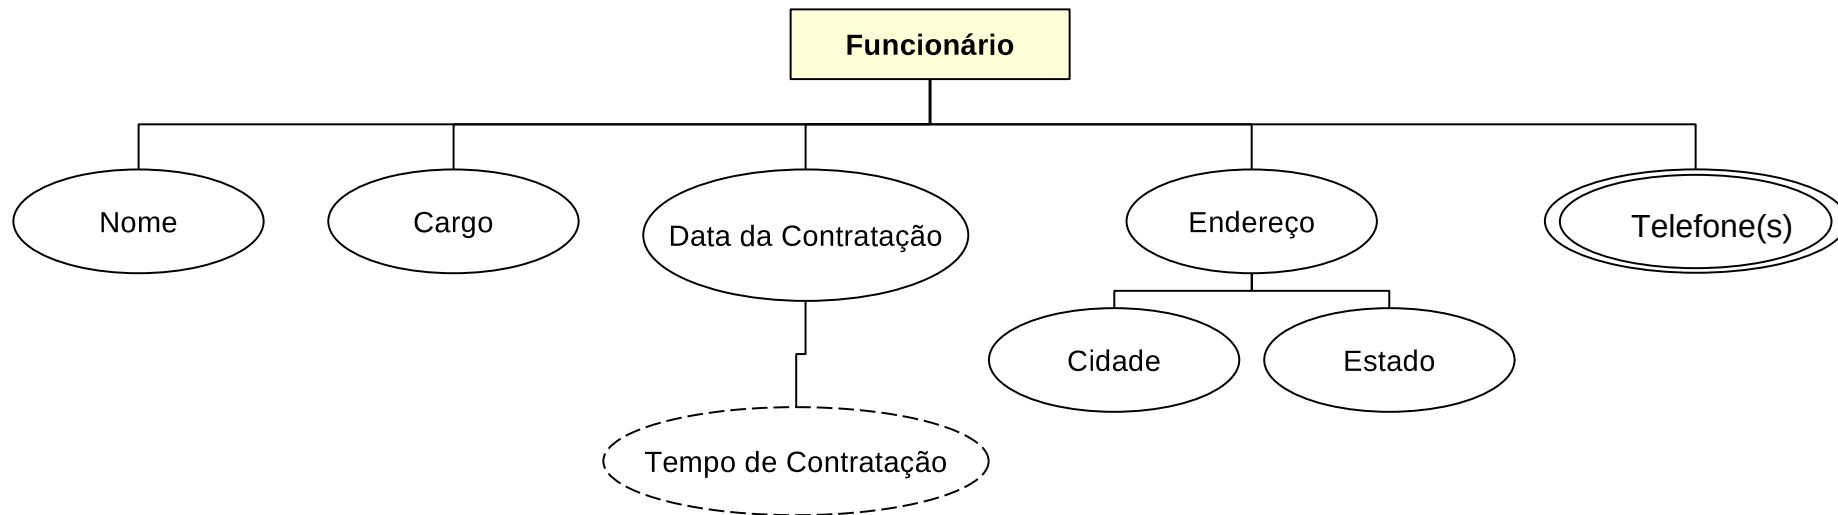 Funcionário
Nome
Cargo
Data da Contratação
Endereço
Telefone(s)
Cidade
Estado
Tempo de Contratação